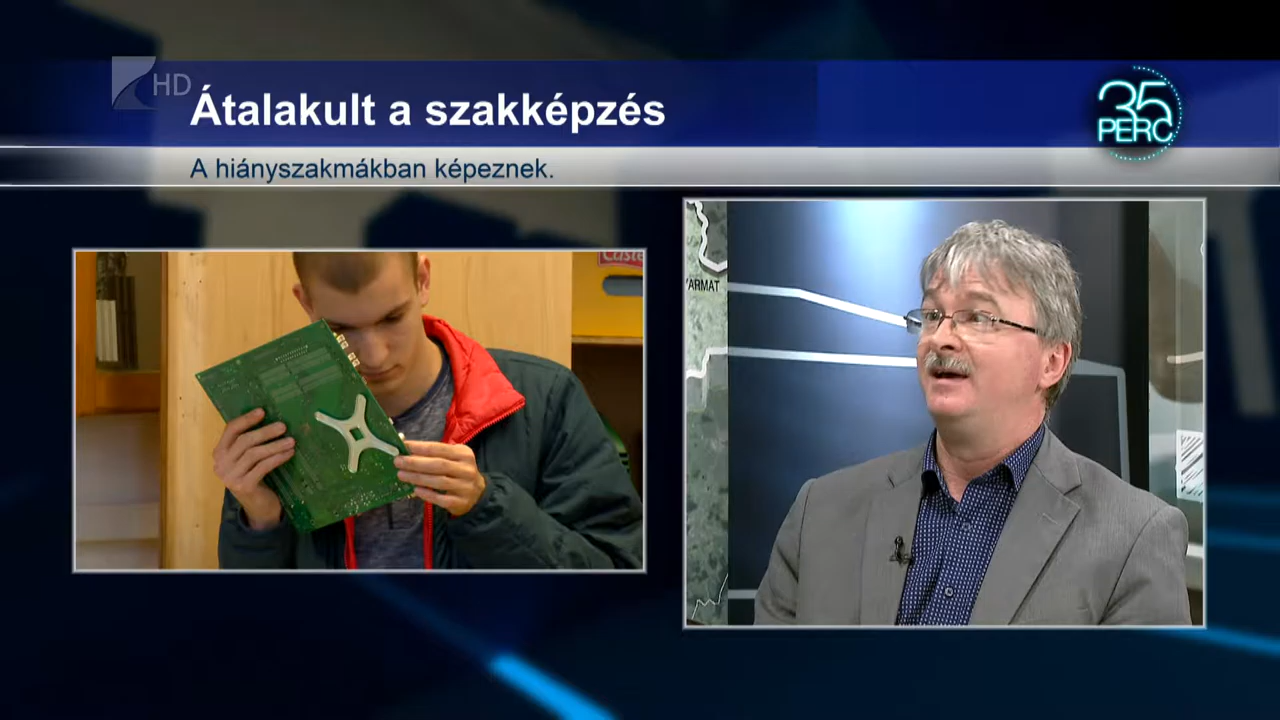 HD
Átalakult a szakképzés
35
PERC
A hiányszakmákban képeznek.
ARMAT